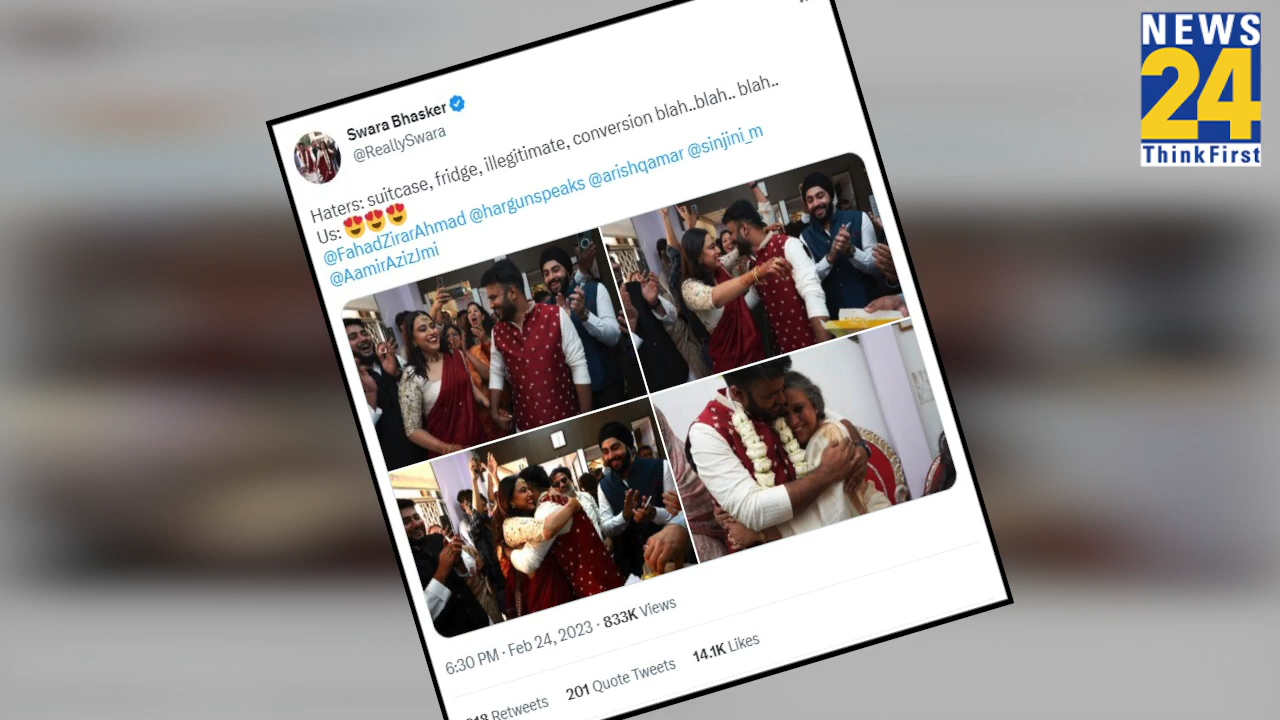 NEWS
24
ThinkFirst
Swara Bhasker
@ReallySwara
Haters: suitcase, fridge, illegitimate, conversion blah..blah.. blah..
Us: 😍😍😍
@FahadZirarAhmad @hargunspeaks @arishqamar @sinjini_m
@AamirAzizJmi
6:30 PM · Feb 24, 2023 · 833K Views
Retweets 201 Quote Tweets 14.1K Likes